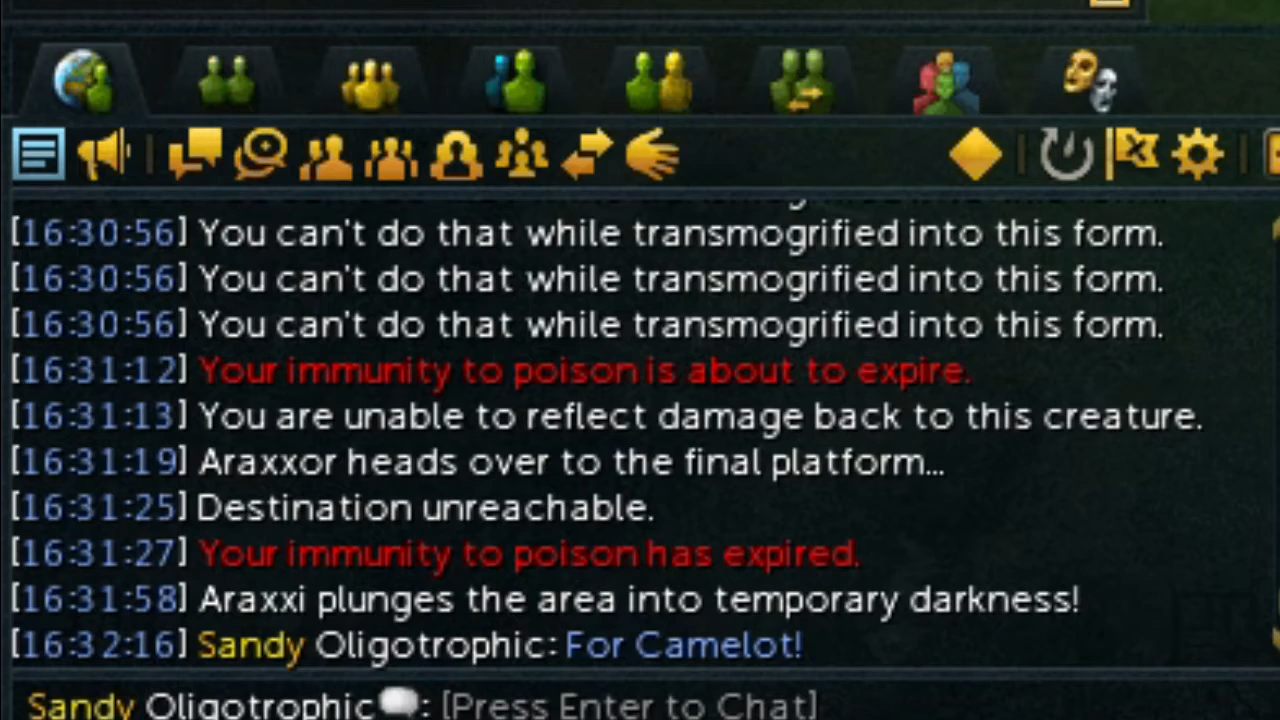 [16:30:56] You can't do that while transmogrified into this form.
[16:30:56] You can't do that while transmogrified into this form.
[16:30:56] You can't do that while transmogrified into this form.
[16:31:12] Your immunity to poison is about to expire.
[16:31:13] You are unable to reflect damage back to this creature.
[16:31:19] Araxxor heads over to the final platform...
[16:31:25] Destination unreachable.
[16:31:27] Your immunity to poison has expired.
[16:31:58] Araxxi plunges the area into temporary darkness!
[16:32:16] Sandy Oligotrophic: For Camelot!
Sandy Oligotrophic: [Press Enter to Chat]